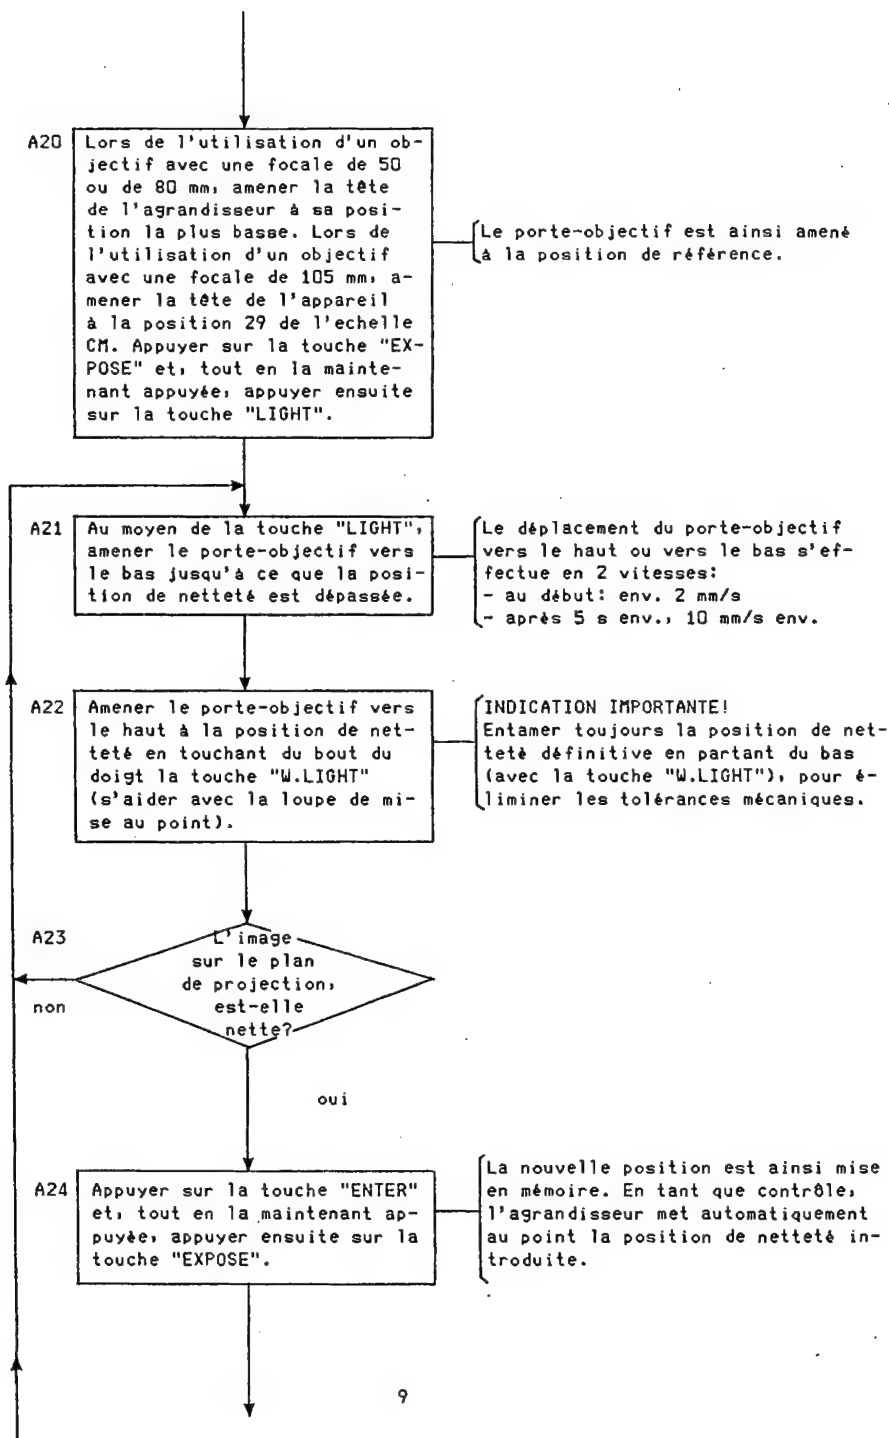 A20
Lors de l'utilisation d'un ob-
jectif avec une focale de 50
ou de 80 mm, amener la tête
de l'agrandisseur à sa posi-
tion la plus basse. Lors de
l'utilisation d'un objectif
avec une focale de 105 mm, a-
mener la tête de l'appareil
à la position 29 de l'echelle
CM. Appuyer sur la touche "EX-
POSE" et, tout en la mainte-
nant appuyée, appuyer ensuite
sur la touche "LIGHT".
Le porte-objectif est ainsi amené
à la position de référence.
A21
Au moyen de la touche "LIGHT",
amener le porte-objectif vers
le bas jusqu'à ce que la posi-
tion de netteté est dépassée.
Le déplacement du porte-objectif
vers le haut ou vers le bas s'ef-
fectue en 2 vitesses:
- au début: env. 2 mm/s
- après 5 s env., 10 mm/s env.
A22
Amener le porte-objectif vers
le haut à la position de net-
teté en touchant du bout du
doigt la touche "W.LIGHT"
(s'aider avec la loupe de mi-
se au point).
INDICATION IMPORTANTE!
Entamer toujours la position de net-
teté définitive en partant du bas
(avec la touche "W.LIGHT"), pour é-
liminer les tolérances mécaniques.
A23
L'image
sur le plan
de projection,
est-elle
nette?
non
oui
A24
Appuyer sur la touche "ENTER"
et, tout en la maintenant ap-
puyée, appuyer ensuite sur la
touche "EXPOSE".
La nouvelle position est ainsi mise
en mémoire. En tant que contrôle,
l'agrandisseur met automatiquement
au point la position de netteté in-
troduite.
9